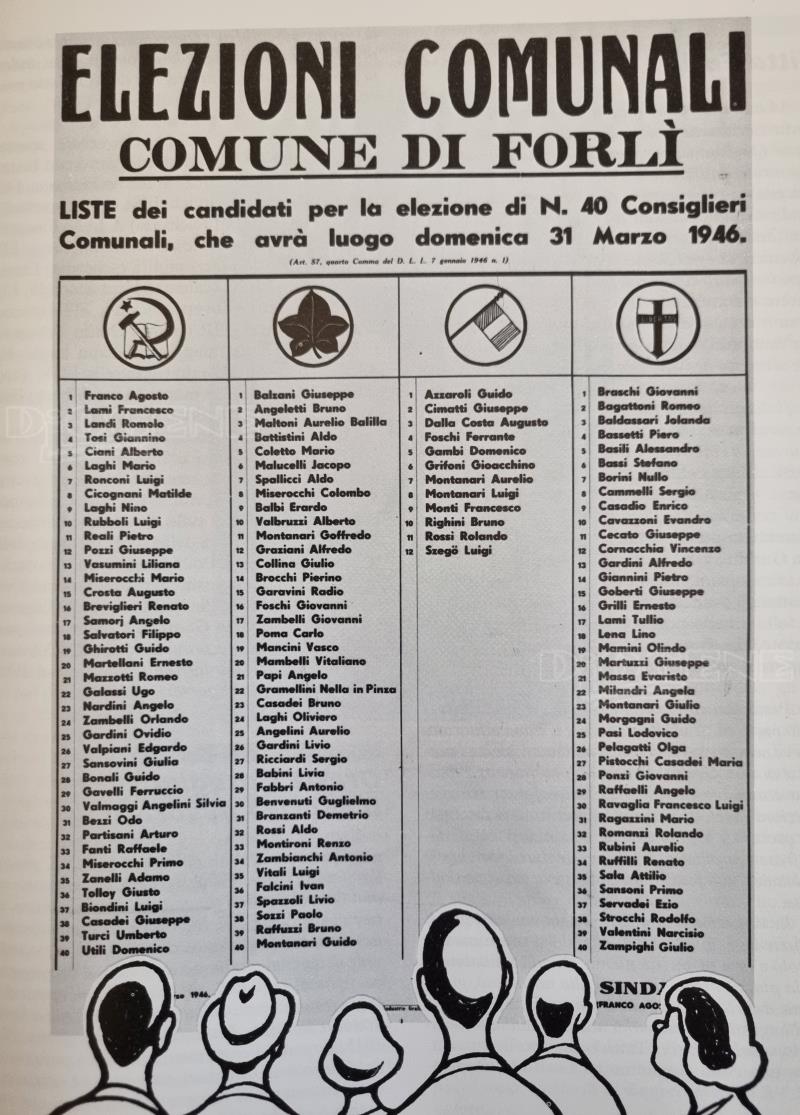 ELEZIONI COMUNALI
COMUNE DI FORLÌ
LISTE dei candidati per la elezione di N. 40 Consiglieri
Comunali, che avrà luogo domenica 31 Marzo 1946.
(Art. 57, quarto Comma del D. L. L. 7 gennaio 1946 n. 1)
1 Franco Agosto
2 Lami Francesco
3 Landi Romolo
4 Tosi Giannino
5 Ciani Alberto
6 Laghi Mario
7 Ronconi Luigi
8 Cicognani Matilde
9 Laghi Nino
10 Rubboli Luigi
11 Reali Pietro
12 Pozzi Giuseppe
13 Vasumini Liliana
14 Miserocchi Mario
15 Crosta Augusto
16 Breviglieri Renato
17 Samorj Angelo
18 Salvatori Filippo
19 Ghirotti Guido
20 Martellani Ernesto
21 Mazzotti Romeo
22 Galassi Ugo
23 Nardini Angelo
24 Zambelli Orlando
25 Gardini Ovidio
26 Valpiani Edgardo
27 Sansovini Giulia
28 Bonali Guido
29 Gavelli Ferruccio
30 Valmaggi Angelini Silvia
31 Bezzi Odo
32 Partisani Arturo
33 Fanti Raffaele
34 Miserocchi Primo
35 Zanelli Adamo
36 Tolloy Giusto
37 Biondini Luigi
38 Casadei Giuseppe
39 Turci Umberto
40 Utili Domenico
1 Balzani Giuseppe
2 Angeletti Bruno
3 Maltoni Aurelio Balilla
4 Battistini Aldo
5 Coletto Mario
6 Malucelli Jacopo
7 Spallicci Aldo
8 Miserocchi Colombo
9 Balbi Erardo
10 Valbruzzi Alberto
11 Montanari Goffredo
12 Graziani Alfredo
13 Collina Giulio
14 Brocchi Pierino
15 Garavini Radio
16 Foschi Giovanni
17 Zambelli Giovanni
18 Poma Carlo
19 Mancini Vasco
20 Mambelli Vitaliano
21 Papi Angelo
22 Gramellini Nella in Pinza
23 Casadei Bruno
24 Laghi Oliviero
25 Angelini Aurelio
26 Gardini Livio
27 Ricciardi Sergio
28 Babini Livia
29 Fabbri Antonio
30 Benvenuti Guglielmo
31 Branzanti Demetrio
32 Rossi Aldo
33 Montironi Renzo
34 Zambianchi Antonio
35 Vitali Luigi
36 Falcini Ivan
37 Spazzoli Livio
38 Sozzi Paolo
39 Raffuzzi Bruno
40 Montanari Guido
1 Azzaroli Guido
2 Cimatti Giuseppe
3 Dalla Costa Augusto
4 Foschi Ferrante
5 Gambi Domenico
6 Grifoni Gioacchino
7 Montanari Aurelio
8 Montanari Luigi
9 Monti Francesco
10 Righini Bruno
11 Rossi Rolando
12 Szegö Luigi
LIBERTAS
1 Braschi Giovanni
2 Bagattoni Romeo
3 Baldassari Jolanda
4 Bassetti Piero
5 Basili Alessandro
6 Bassi Stefano
7 Borini Nullo
8 Cammelli Sergio
9 Casadio Enrico
10 Cavazzoni Evandro
11 Cecato Giuseppe
12 Cornacchia Vincenzo
13 Gardini Alfredo
14 Giannini Pietro
15 Goberti Giuseppe
16 Grilli Ernesto
17 Lami Tullio
18 Lena Lino
19 Mamini Olindo
20 Martuzzi Giuseppe
21 Massa Evaristo
22 Milandri Angela
23 Montanari Giulio
24 Morgagni Guido
25 Pasi Lodovico
26 Pelagatti Olga
27 Pistocchi Casadei Maria
28 Ponzi Giovanni
29 Raffaelli Angelo
30 Ravaglia Francesco Luigi
31 Ragazzini Mario
32 Romanzi Rolando
33 Rubini Aurelio
34 Ruffilli Renato
35 Sala Attilio
36 Sansoni Primo
37 Servadei Ezio
38 Strocchi Rodolfo
39 Valentini Narcisio
40 Zampighi Giulio
1946.
SINDA
(FRANCO AGOS